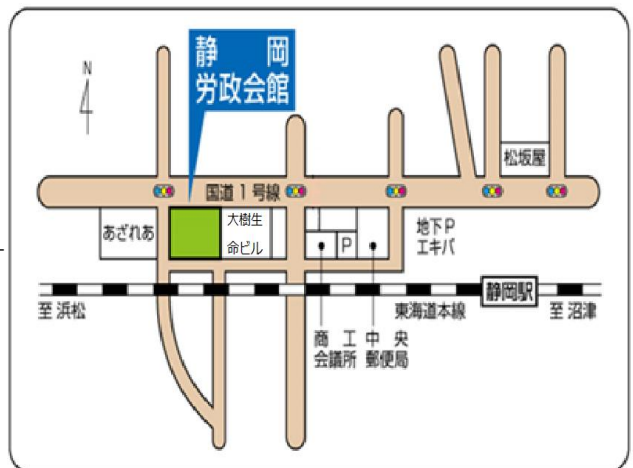 N
静 岡
労政会館
松坂屋
国道1号線
あざれあ
大樹生
命ビル
P
地下P
エキパ
静岡駅
至 浜松
東海道本線
至 沼津
商 工
会議所
中 央
郵便局